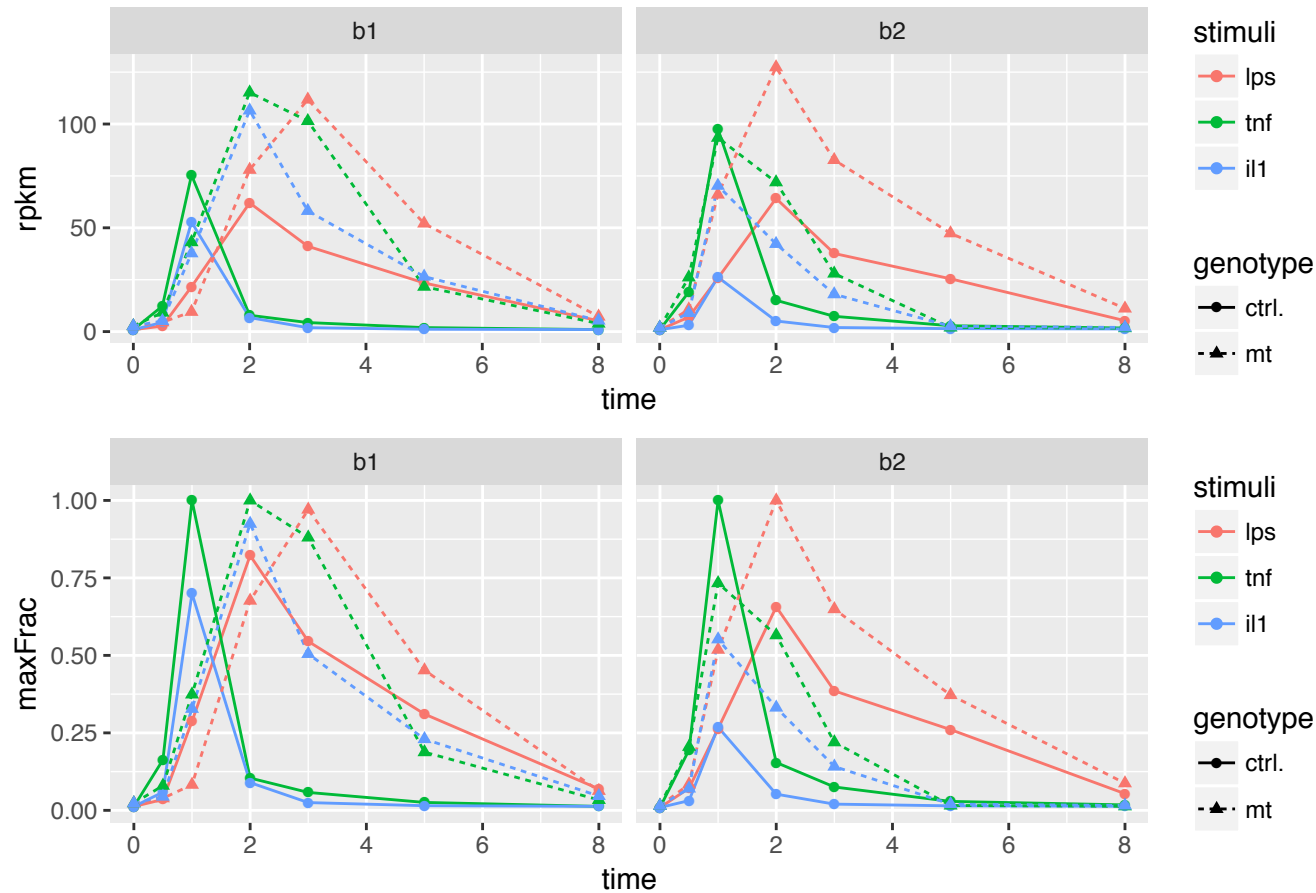 b1
b2
rpkm
100
50
0
0
2
4
6
8
0
2
4
6
8
time
stimuli
lps
tnf
il1
genotype
ctrl.
mt
b1
b2
maxFrac
1.00
0.75
0.50
0.25
0.00
0
2
4
6
8
0
2
4
6
8
time
stimuli
lps
tnf
il1
genotype
ctrl.
mt